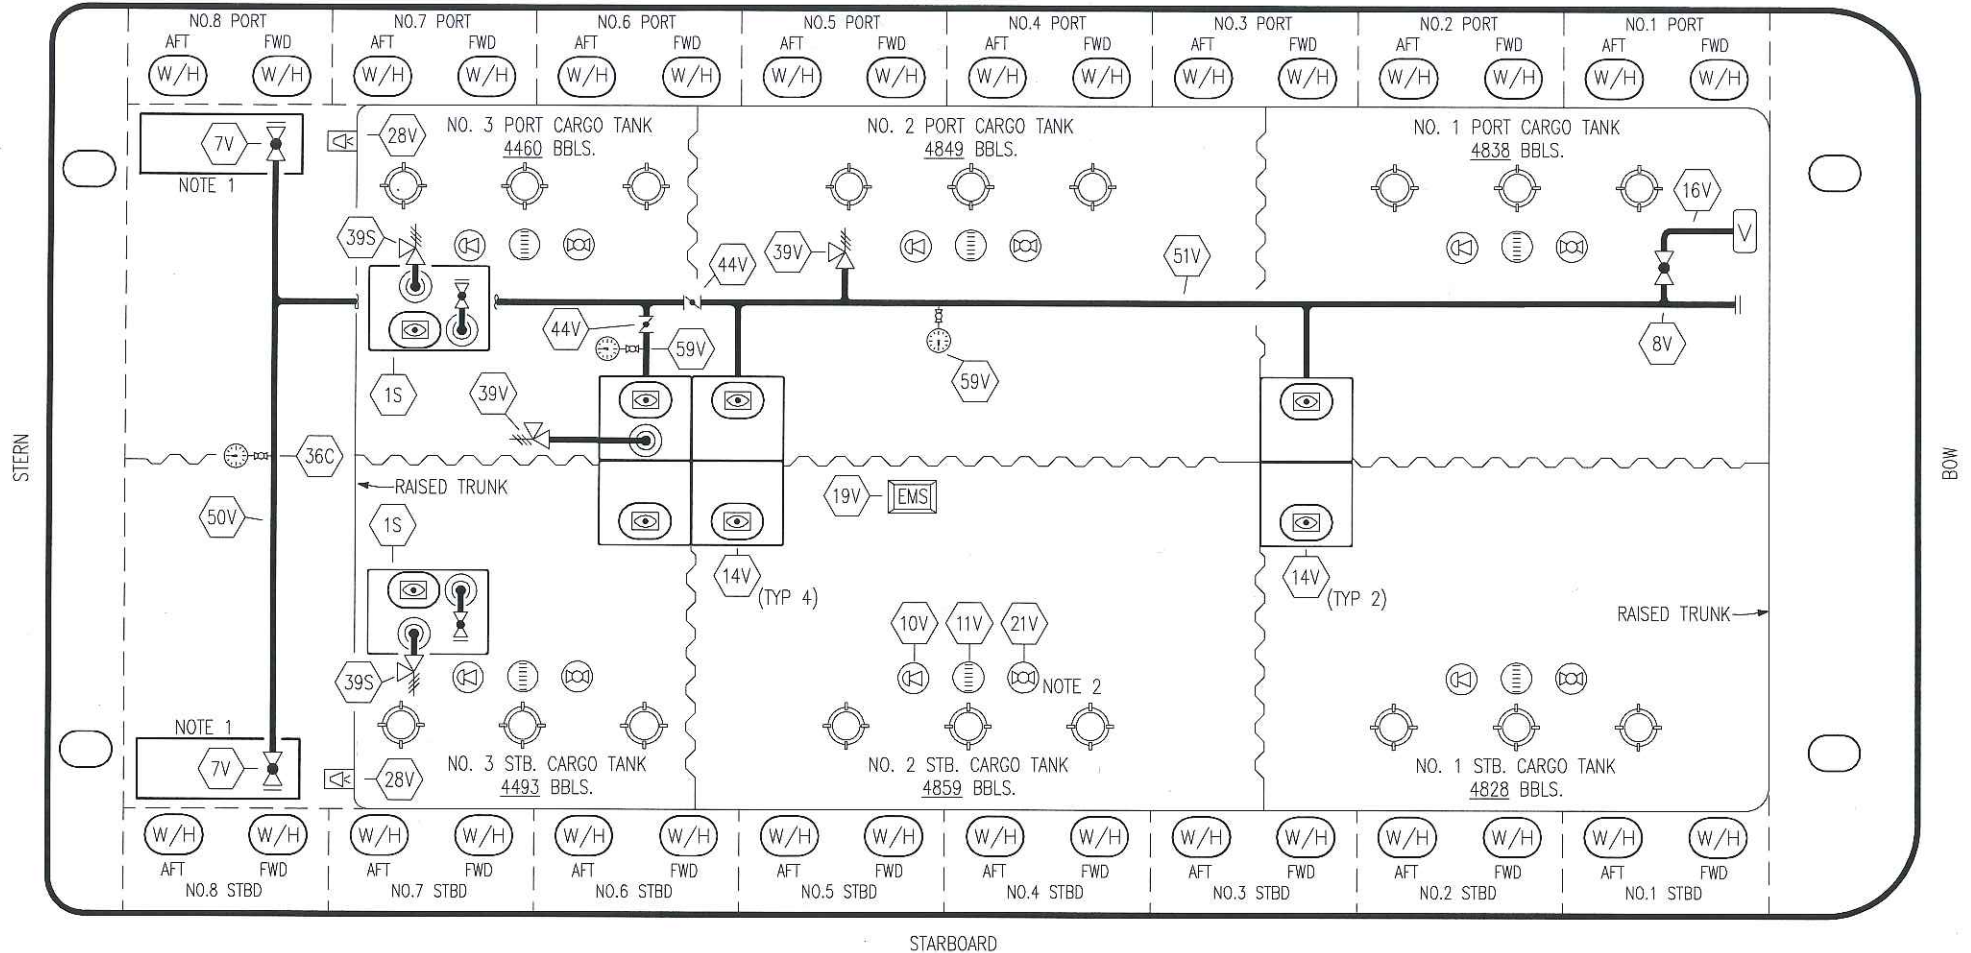 NO.8 PORT NO.7 PORT NO.6 PORT NO.5 PORT NO.4 PORT NO.3 PORT NO.2 PORT NO.1 PORT
AFT FWD AFT FWD AFT FWD AFT FWD AFT FWD AFT FWD AFT FWD AFT FWD
W/H W/H W/H W/H W/H W/H W/H W/H W/H W/H W/H W/H W/H W/H W/H W/H
7V
NOTE 1
28V
NO. 3 PORT CARGO TANK
4460 BBLS.
NO. 2 PORT CARGO TANK
4849 BBLS.
NO. 1 PORT CARGO TANK
4838 BBLS.
16V
V
39S
44V
39V
51V
44V
59V
59V
8V
1S
39V
36C
STERN
BOW
RAISED TRUNK
19V
EMS
50V
1S
14V
(TYP 4)
14V
(TYP 2)
RAISED TRUNK
10V 11V 21V
NOTE 2
39S
NOTE 1
7V
28V
NO. 3 STB. CARGO TANK
4493 BBLS.
NO. 2 STB. CARGO TANK
4859 BBLS.
NO. 1 STB. CARGO TANK
4828 BBLS.
W/H W/H W/H W/H W/H W/H W/H W/H W/H W/H W/H W/H W/H W/H W/H W/H
AFT FWD AFT FWD AFT FWD AFT FWD AFT FWD AFT FWD AFT FWD AFT FWD
NO.8 STBD NO.7 STBD NO.6 STBD NO.5 STBD NO.4 STBD NO.3 STBD NO.2 STBD NO.1 STBD
STARBOARD